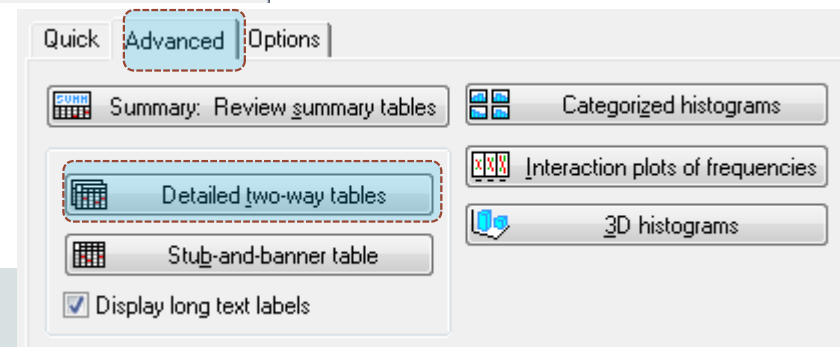 Quick Advanced Options
SUMM Summary: Review summary tables
Categorized histograms
Detailed two-way tables
Interaction plots of frequencies
Stub-and-banner table
3D histograms
Display long text labels